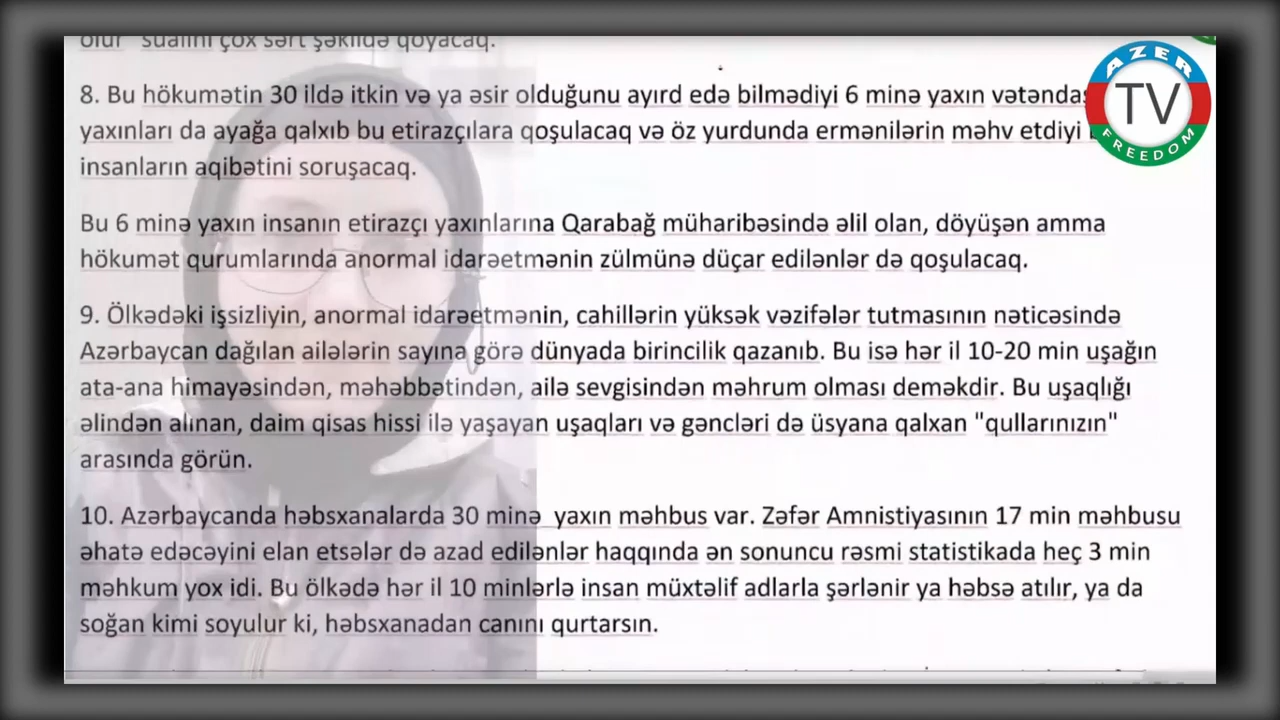 olur" sualını çox sərt şəkildə qoyacaq.
8. Bu hökumətin 30 ildə itkin və ya əsir olduğunu ayırd edə bilmədiyi 6 minə yaxın
yaxınları da ayağa qalxıb bu etirazçılara qoşulacaq və öz yurdunda ermənilərin məhv etdiyi
insanların aqibətini soruşacaq.
Bu 6 minə yaxın insanın etirazçı yaxınlarına Qarabağ müharibəsində əlil olan, döyüşən amma
hökumət qurumlarında anormal idarəetmənin zülmünə düçar edilənlər də qoşulacaq.
9. Ölkədəki işsizliyin, anormal idarəetmənin, cahillərin yüksək vəzifələr tutmasının nəticəsində
Azərbaycan dağılan ailələrin sayına görə dünyada birincilik qazanıb. Bu isə hər il 10-20 min uşağın
ata-ana himayəsindən, məhəbbətindən, ailə sevgisindən məhrum olması deməkdir. Bu uşaqlığı
əlindən alınan, daim qisas hissi ilə yaşayan uşaqları və gəncləri də üsyana qalxan "qullarınızın"
arasında görün.
10. Azərbaycanda həbsxanalarda 30 minə yaxın məhbus var. Zəfər Amnistiyasının 17 min məhbusu
əhatə edəcəyini elan etsələr də azad edilənlər haqqında ən sonuncu rəsmi statistikada heç 3 min
məhkum yox idi. Bu ölkədə hər il 10 minlərlə insan müxtəlif adlarla şərlənir ya həbsə atılır, ya da
soğan kimi soyulur ki, həbsxanadan canını qurtarsın.
AZER
TV
FREEDOM